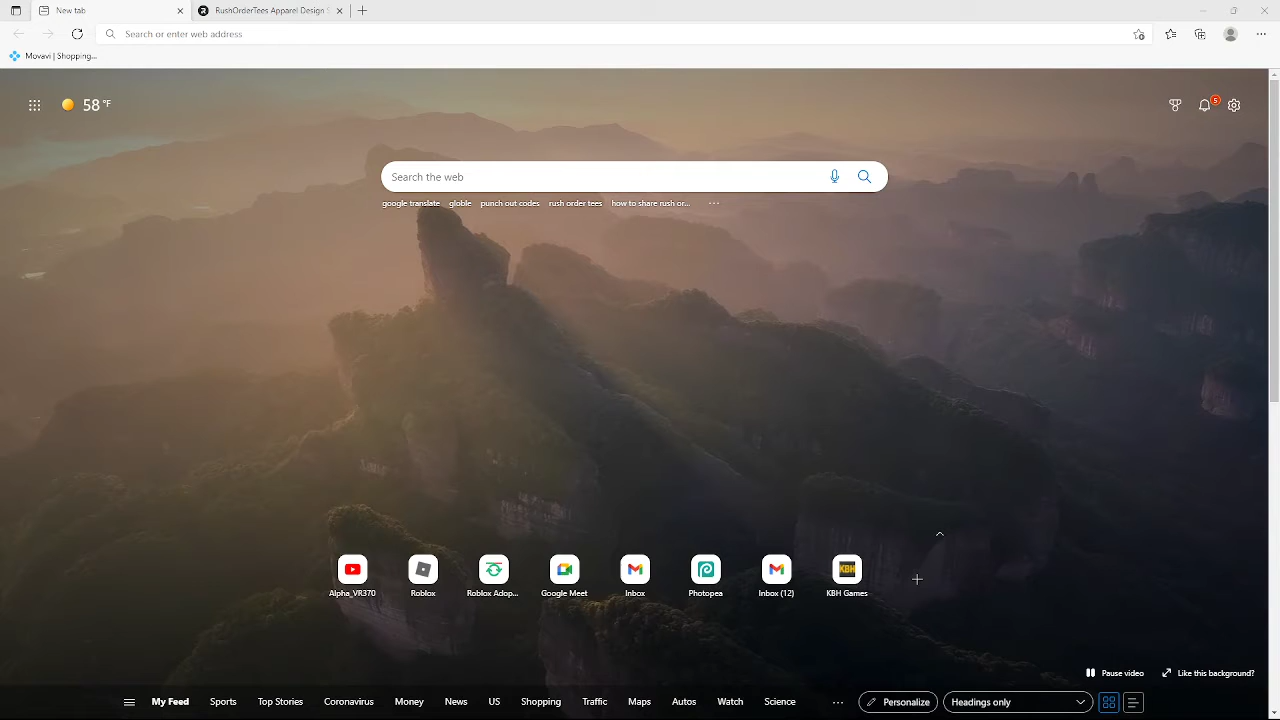 New tab
RushOrderTees Apparel Design S
Search or enter web address
Movavi | Shopping...
58 °F
5
Search the web
google translate globle punch out codes rush order tees how to share rush or... ...
Alpha_VR370 Roblox Roblox Adop... Google Meet Inbox Photopea Inbox (12) KBH Games
KBH
Pause video Like this background?
My Feed Sports Top Stories Coronavirus Money News US Shopping Traffic Maps Autos Watch Science ... Personalize Headings only